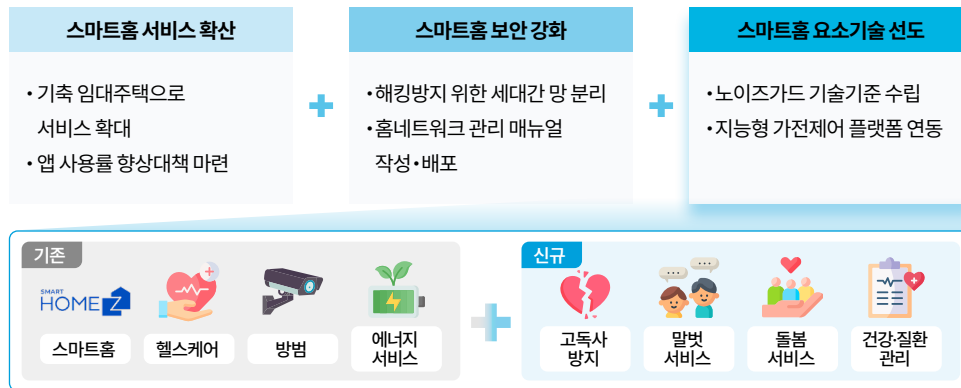 스마트홈 서비스 확산
• 기축 임대주택으로
서비스 확대
• 앱 사용률 향상대책 마련
스마트홈 보안 강화
• 해킹방지 위한 세대간 망 분리
• 홈네트워크 관리 매뉴얼
작성•배포
스마트홈 요소기술 선도
• 노이즈가드 기술기준 수립
• 지능형 가전제어 플랫폼 연동
기존
SMART
HOME Z
스마트홈
헬스케어
방범
에너지
서비스
신규
고독사
방지
말벗
서비스
돌봄
서비스
건강·질환
관리